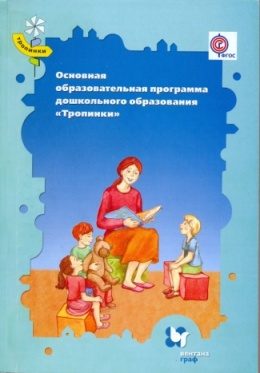 тропинки
ФГОС
Основная
образовательная программа
дошкольного образования
«Тропинки»
вентана
граф